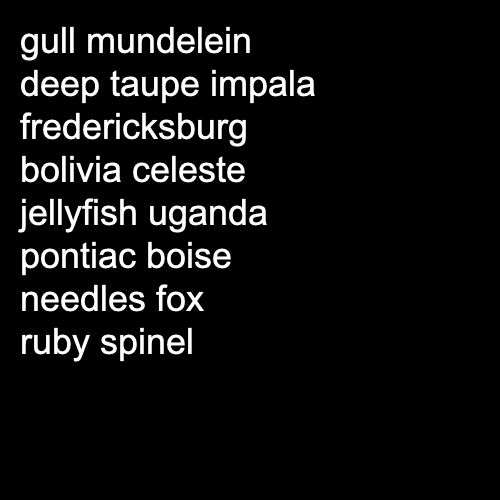 gull mundelein
deep taupe impala
fredericksburg
bolivia celeste
jellyfish uganda
pontiac boise
needles fox
ruby spinel